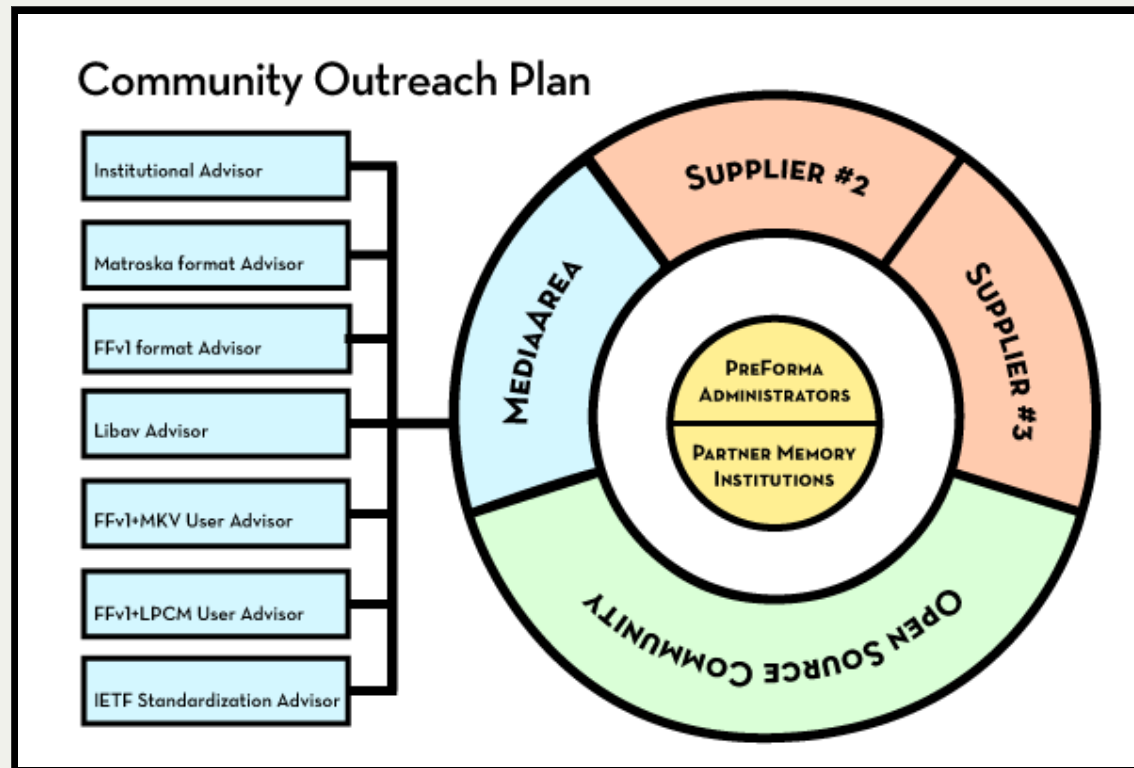 Community Outreach Plan
Institutional Advisor
Matroska format Advisor
FFv1 format Advisor
Libav Advisor
FFv1+MKV User Advisor
FFv1+LPCM User Advisor
IETF Standardization Advisor
MediaArea
Supplier #2
Supplier #3
Open Source Community
PreForma
Administrators
Partner Memory
Institutions